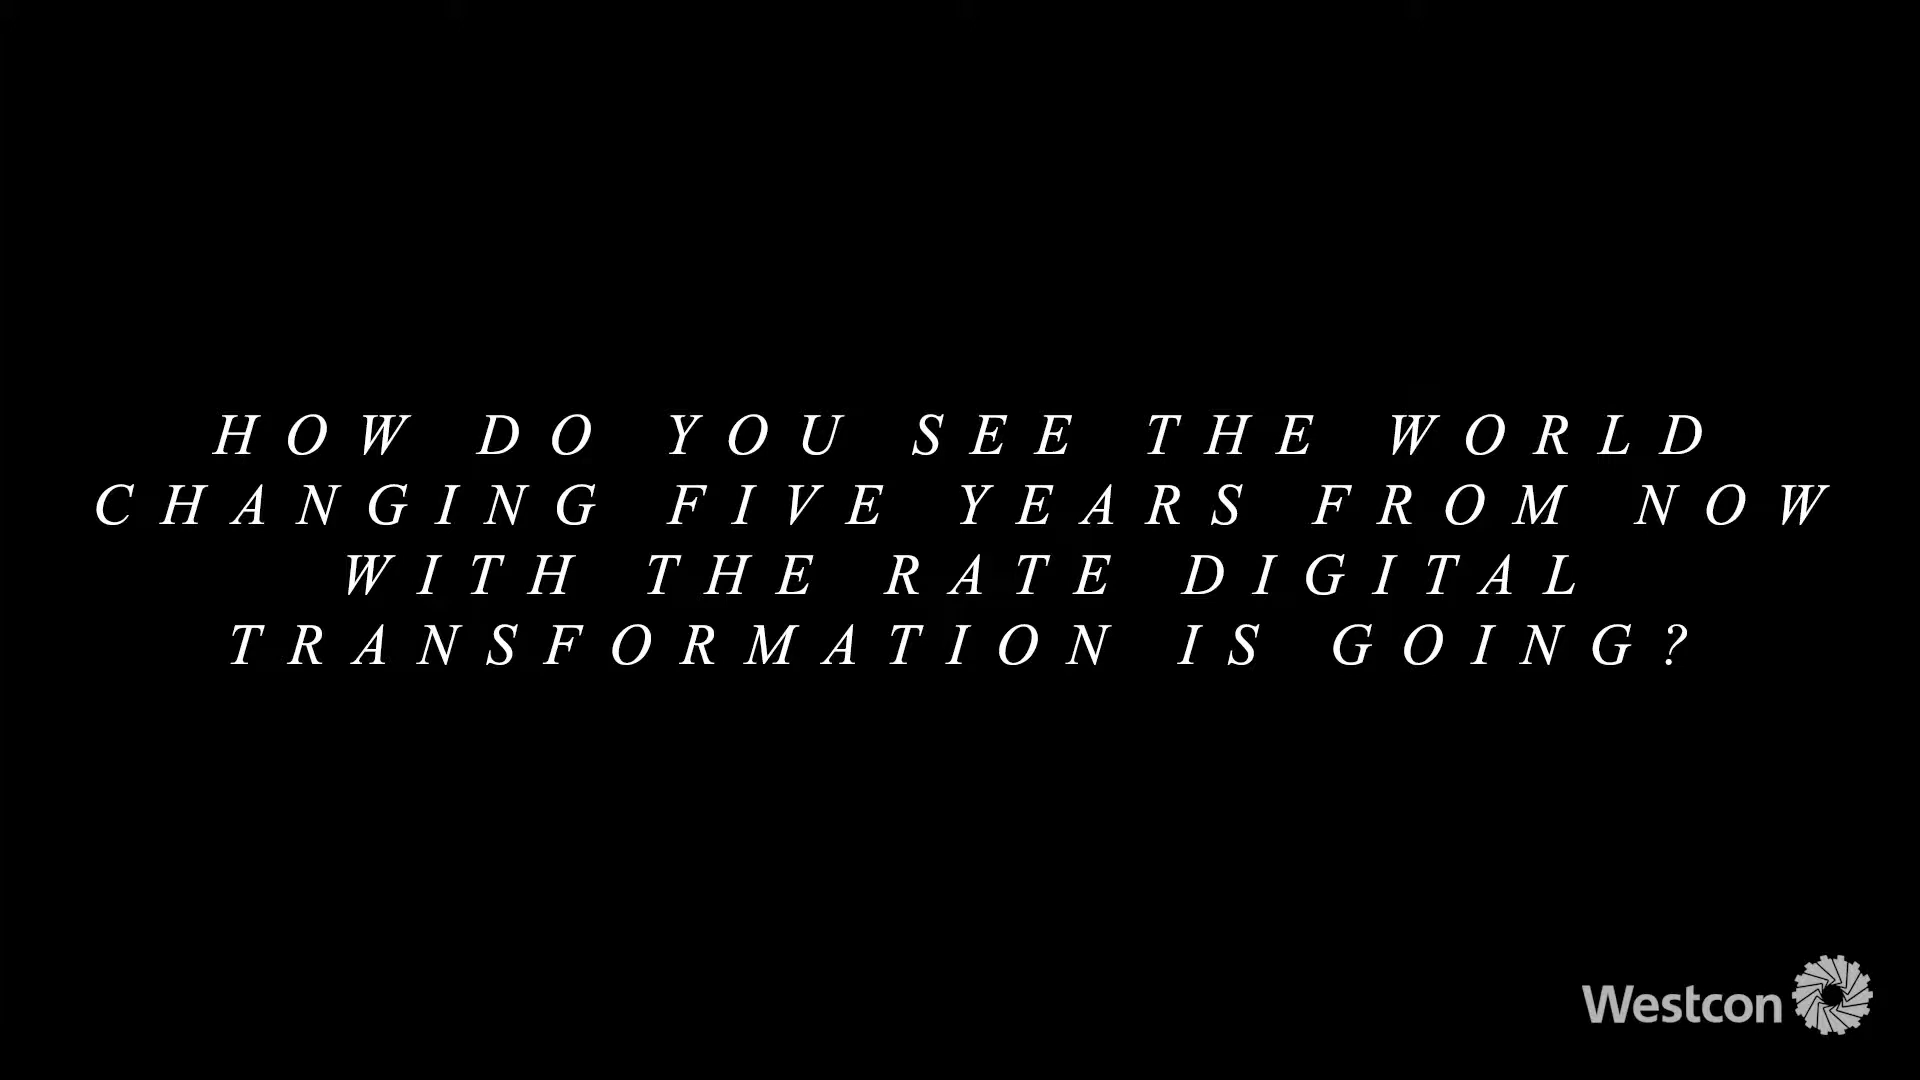 HOW DO YOU SEE THE WORLD
CHANGING FIVE YEARS FROM NOW
WITH THE RATE DIGITAL
TRANSFORMATION IS GOING?
Westcon